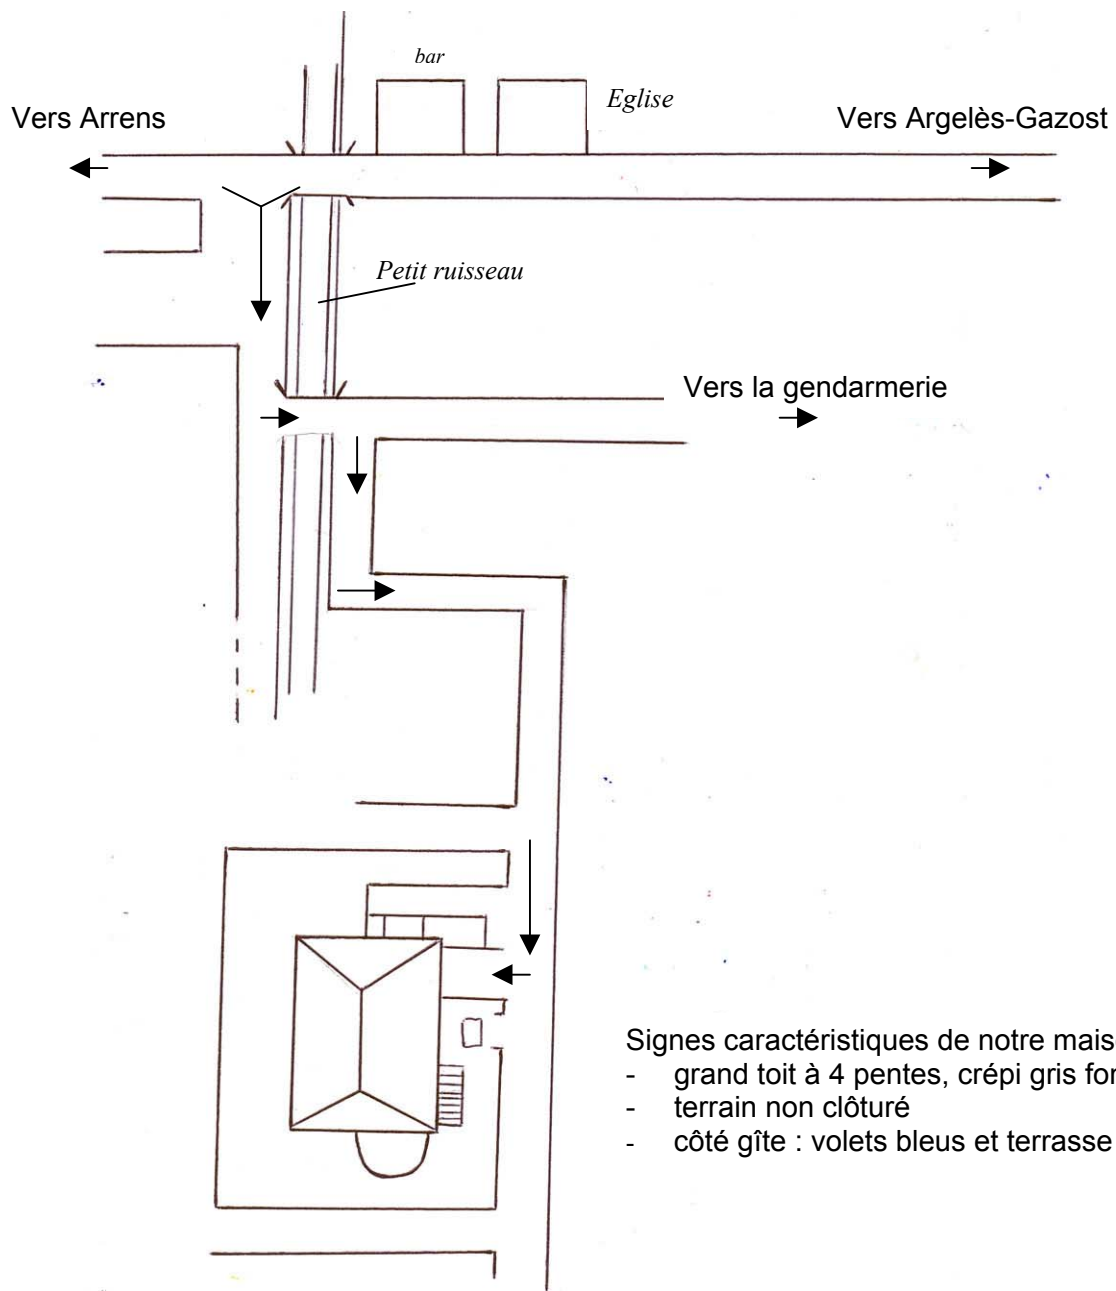 bar
Eglise
Vers Arrens
Vers Argelès-Gazost
Petit ruisseau
Vers la gendarmerie
Signes caractéristiques de notre mais
- grand toit à 4 pentes, crépi gris for
- terrain non clôturé
- côté gîte : volets bleus et terrasse